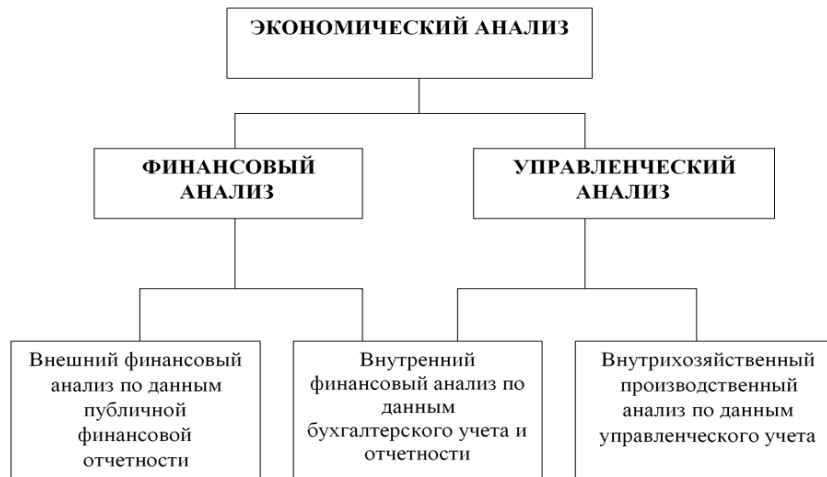 ЭКОНОМИЧЕСКИЙ АНАЛИЗ
ФИНАНСОВЫЙ
АНАЛИЗ
УПРАВЛЕНЧЕСКИЙ
АНАЛИЗ
Внешний финансовый
анализ по данным
публичной
финансовой
отчетности
Внутренний
финансовый анализ по
данным
бухгалтерского учета и
отчетности
Внутрихозяйственный
производственный
анализ по данным
управленческого учета